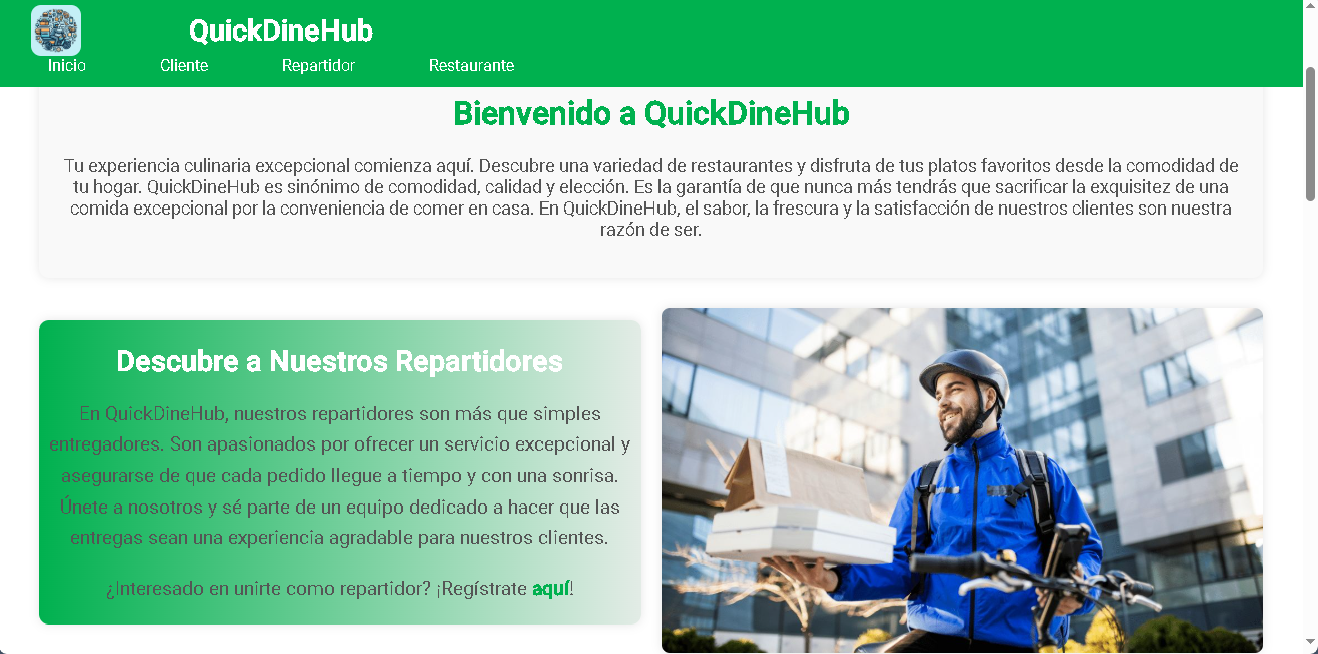 QuickDineHub
Inicio Cliente Repartidor Restaurante
Bienvenido a QuickDineHub
Tu experiencia culinaria excepcional comienza aquí. Descubre una variedad de restaurantes y disfruta de tus platos favoritos desde la comodidad de
tu hogar. QuickDineHub es sinónimo de comodidad, calidad y elección. Es la garantía de que nunca más tendrás que sacrificar la exquisitez de una
comida excepcional por la conveniencia de comer en casa. En QuickDineHub, el sabor, la frescura y la satisfacción de nuestros clientes son nuestra
razón de ser.
Descubre a Nuestros Repartidores
En QuickDineHub, nuestros repartidores son más que simples
entregadores. Son apasionados por ofrecer un servicio excepcional y
asegurarse de que cada pedido llegue a tiempo y con una sonrisa.
Únete a nosotros y sé parte de un equipo dedicado a hacer que las
entregas sean una experiencia agradable para nuestros clientes.
¿Interesado en unirte como repartidor? ¡Regístrate aquí!